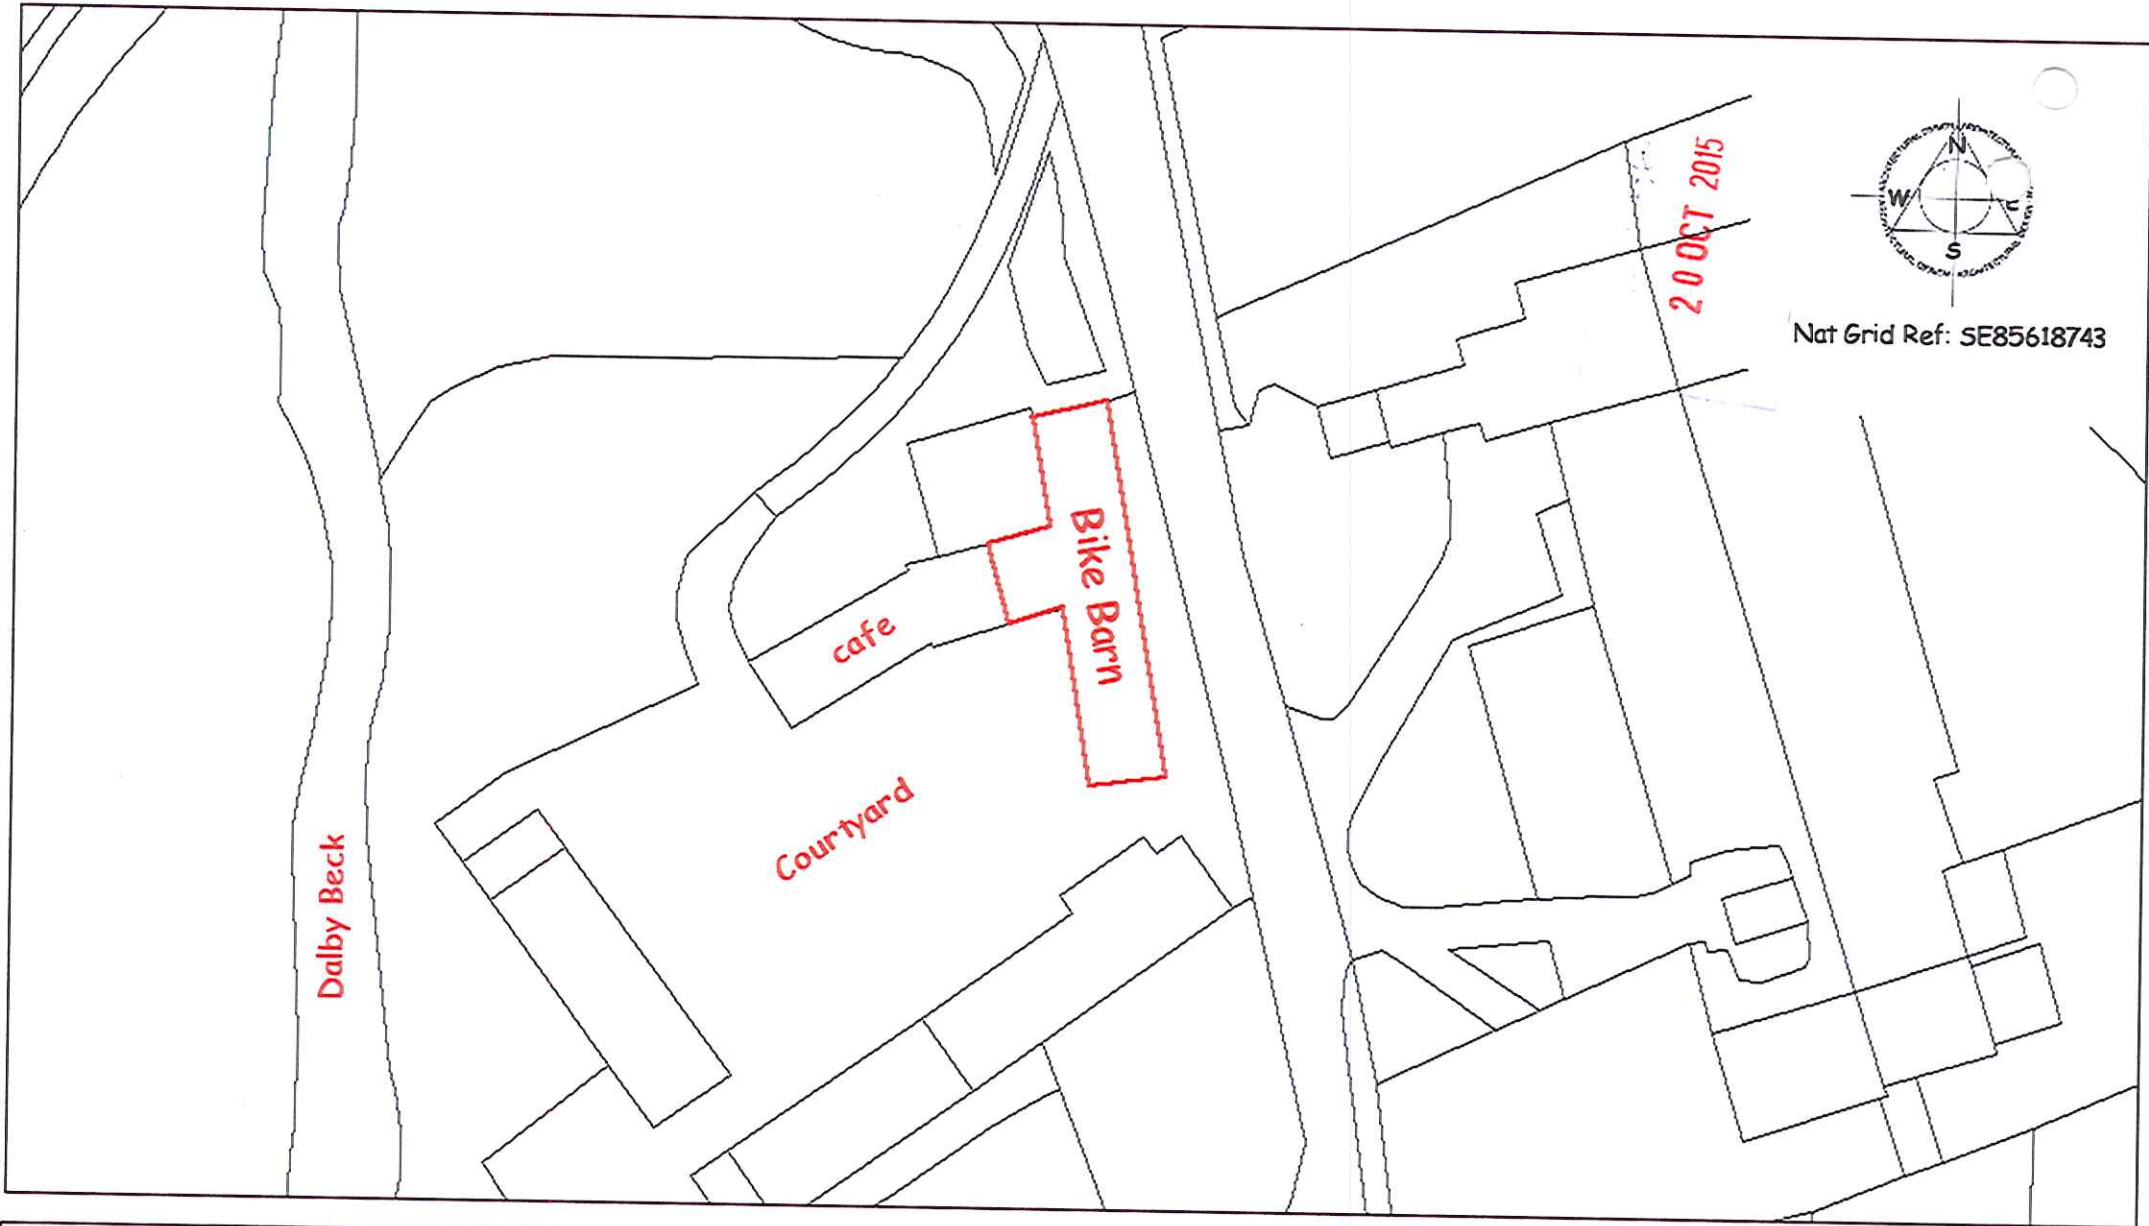 20 OCT 2015
N
W
S
Nat Grid Ref: SE85618743
Bike Barn
cafe
Courtyard
Dalby Beck